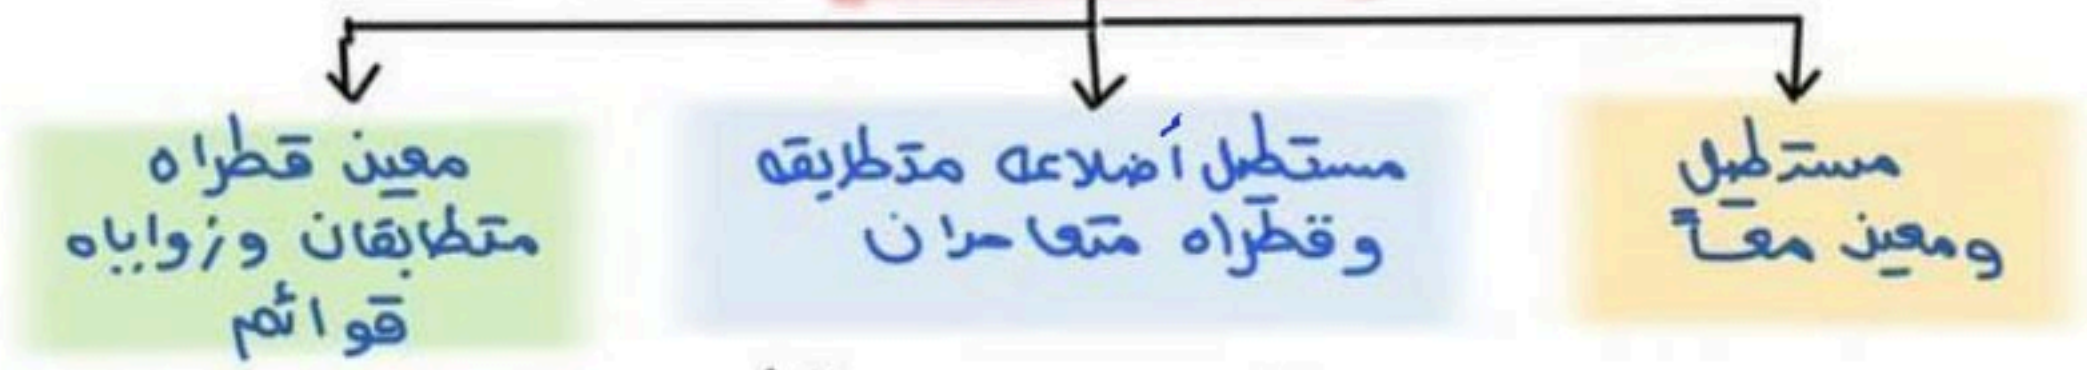 مستطيل
ومعين معاً
مستطيل أضلاعه متطابقه
وقطراه متعامدان
معين قطراه
متطابقان وزواياه
قوائم